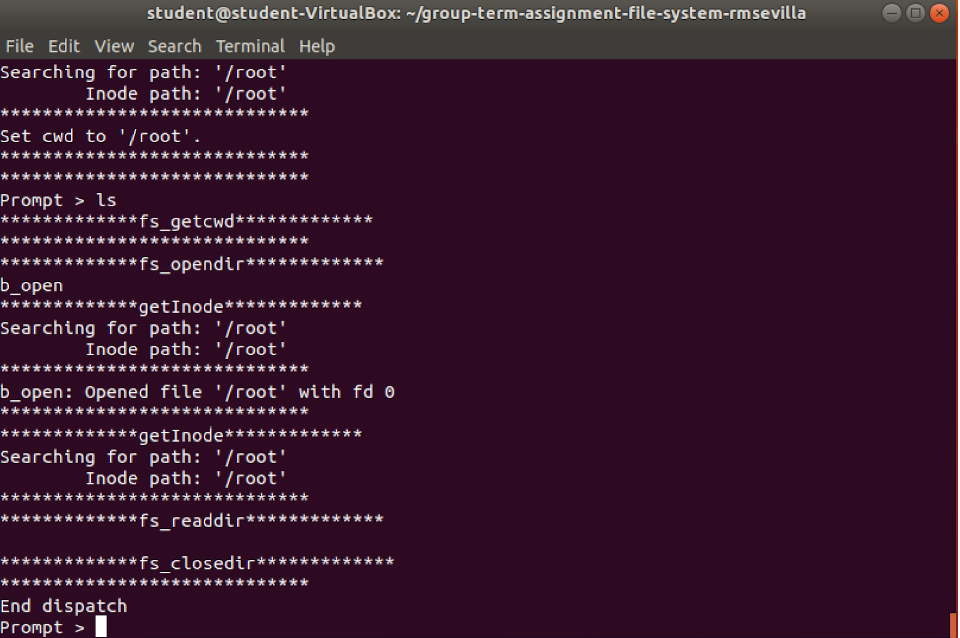 student@student-VirtualBox: ~/group-term-assignment-file-system-rmsevilla
File Edit View Search Terminal Help
Searching for path: '/root'
        Inode path: '/root'
*****************************
Set cwd to '/root'.
*****************************
*****************************
Prompt > ls
*************fs_getcwd*************
*****************************
*************fs_opendir*************
b_open
*************getInode*************
Searching for path: '/root'
        Inode path: '/root'
*****************************
b_open: Opened file '/root' with fd 0
*****************************
*************getInode*************
Searching for path: '/root'
        Inode path: '/root'
*****************************
*************fs_readdir*************

*************fs_closedir*************
*****************************
End dispatch
Prompt >